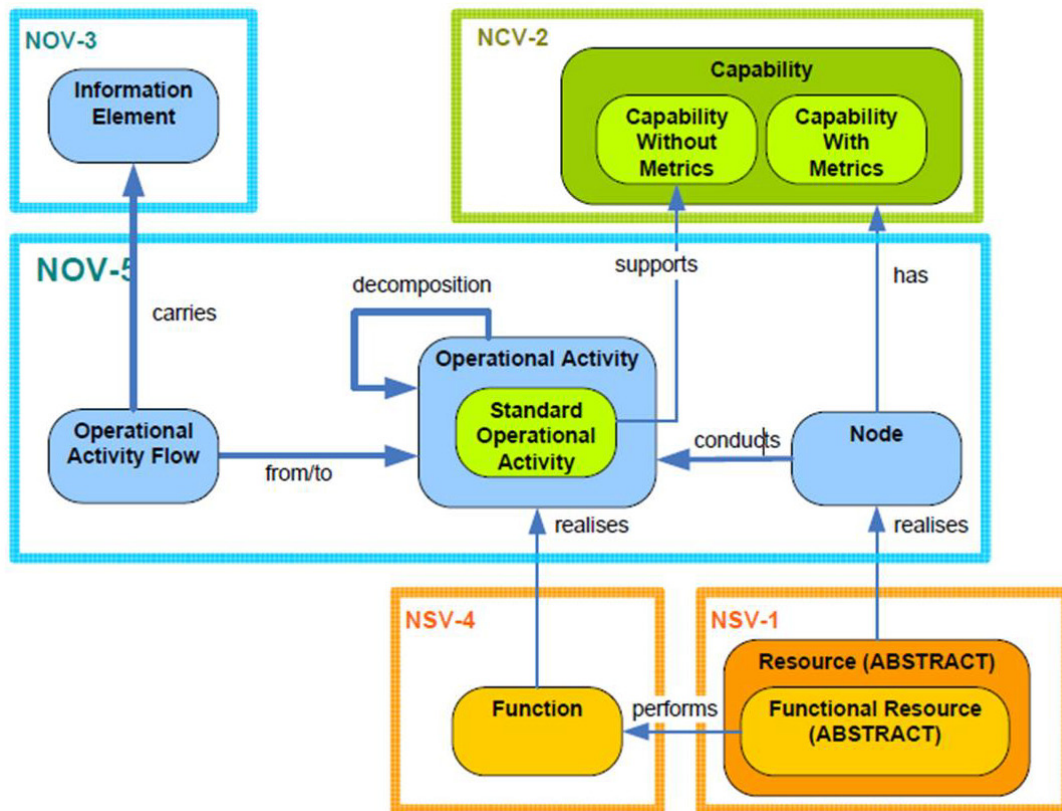 NOV-3
Information
Element
NCV-2
Capability
Capability
Without
Metrics
Capability
With
Metrics
NOV-5
decomposition
supports
has
carries
Operational Activity
Standard
Operational
Activity
Operational
Activity Flow
from/to
conducts
Node
realises
realises
NSV-4
NSV-1
Resource (ABSTRACT)
Function
performs
Functional Resource
(ABSTRACT)